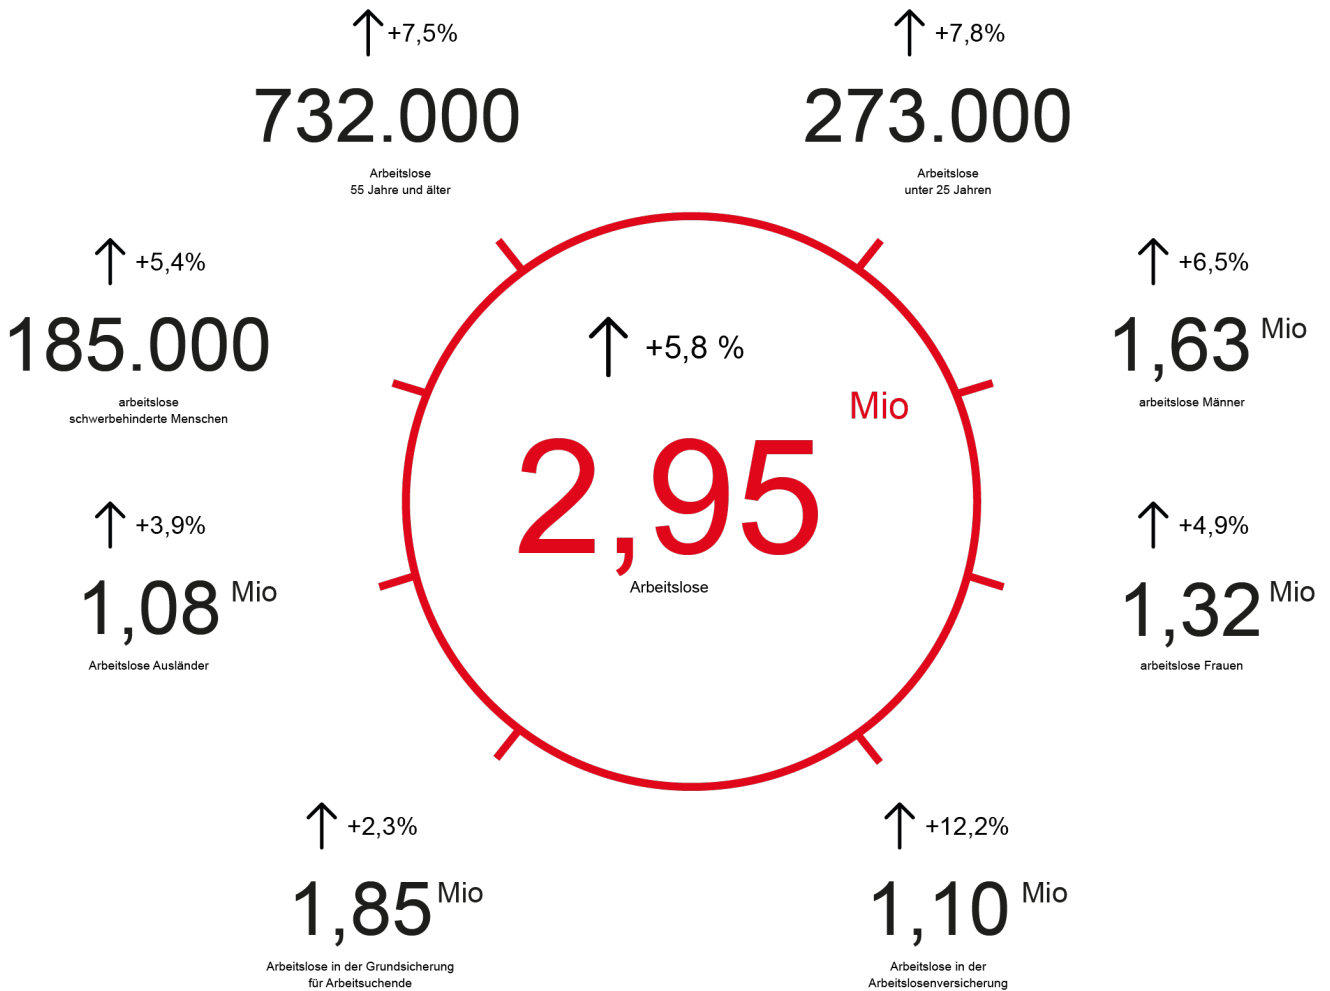 +7,5%
732.000
Arbeitslose
55 Jahre und älter
+7,8%
273.000
Arbeitslose
unter 25 Jahren
+5,4%
185.000
arbeitslose
schwerbehinderte Menschen
+6,5%
1,63 Mio
arbeitslose Männer
+5,8 %
2,95 Mio
Arbeitslose
+3,9%
1,08 Mio
Arbeitslose Ausländer
+4,9%
1,32 Mio
arbeitslose Frauen
+2,3%
1,85 Mio
Arbeitslose in der Grundsicherung
für Arbeitsuchende
+12,2%
1,10 Mio
Arbeitslose in der
Arbeitslosenversicherung